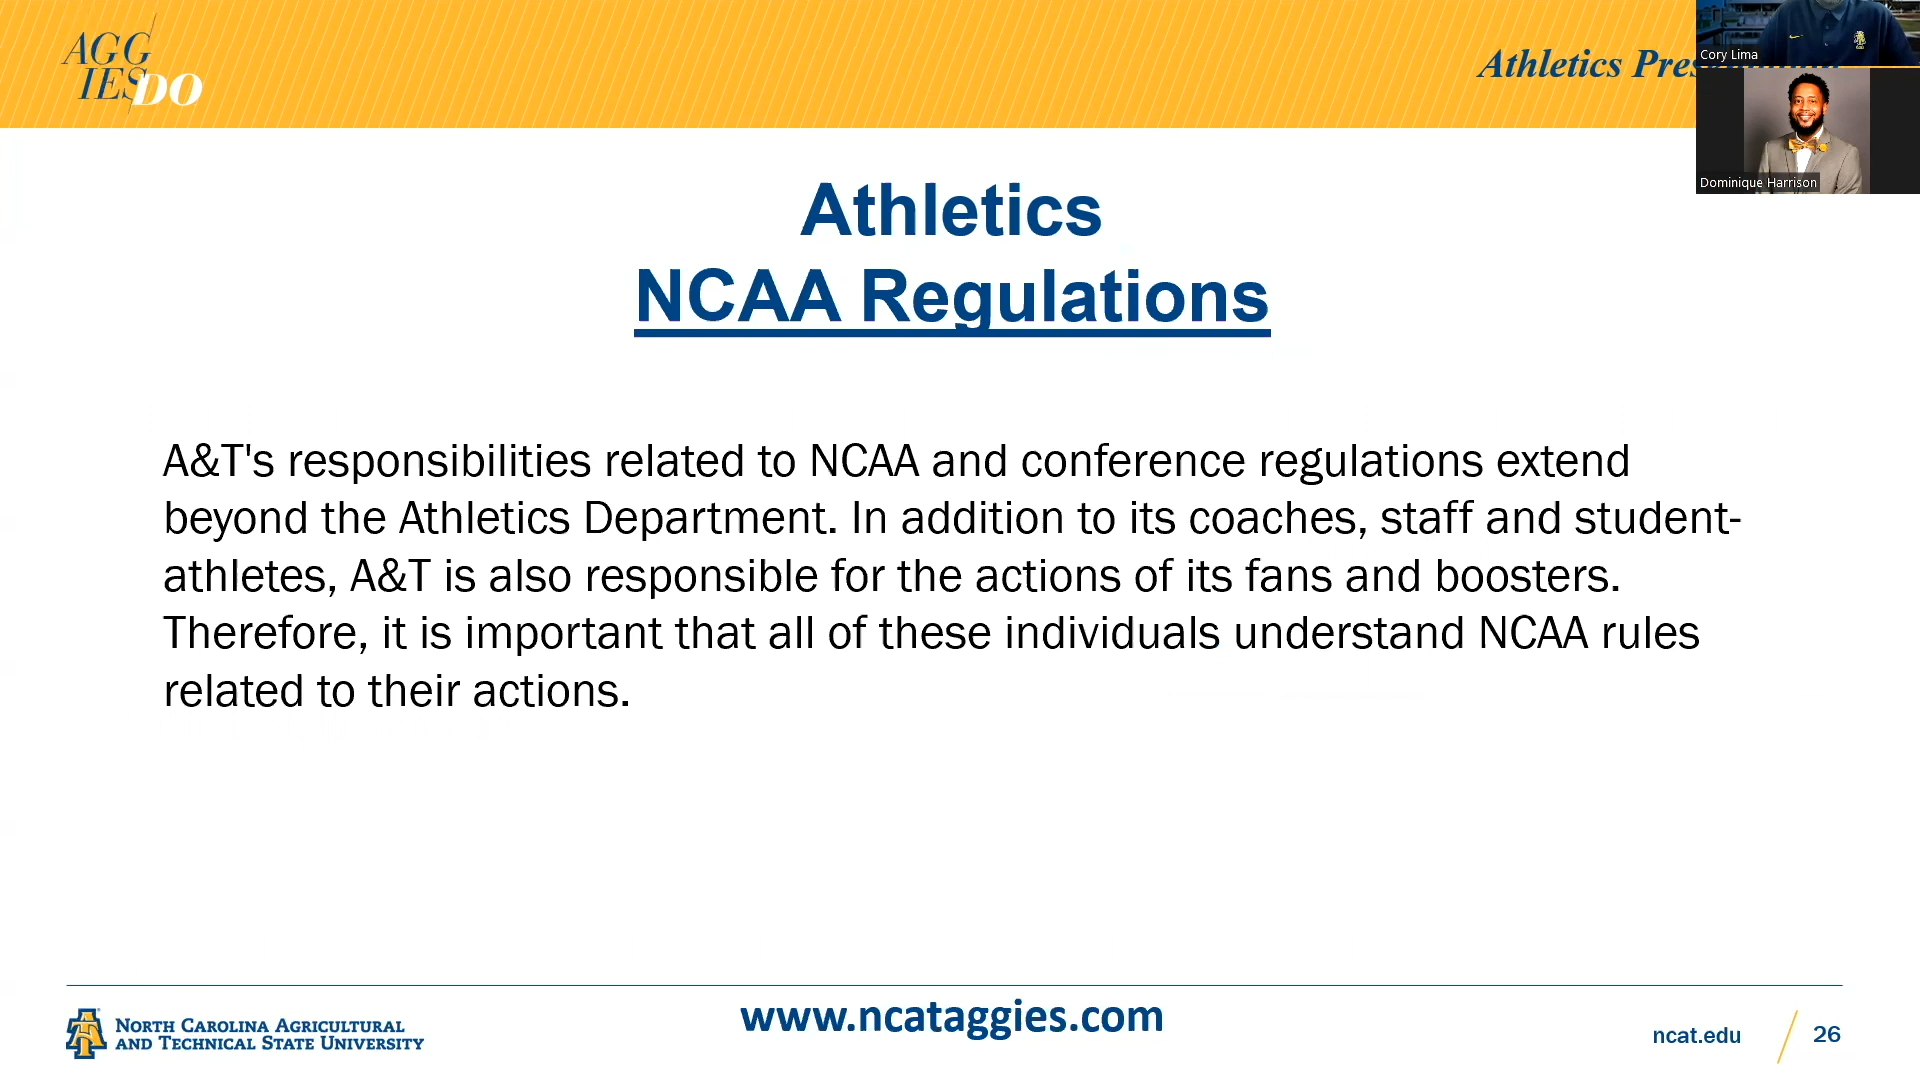 AGG
IES DO
Athletics Pres
Cory Lima
Dominique Harrison
Athletics
NCAA Regulations
A&T's responsibilities related to NCAA and conference regulations extend
beyond the Athletics Department. In addition to its coaches, staff and student-
athletes, A&T is also responsible for the actions of its fans and boosters.
Therefore, it is important that all of these individuals understand NCAA rules
related to their actions.
NORTH CAROLINA AGRICULTURAL
AND TECHNICAL STATE UNIVERSITY
www.ncataggies.com
ncat.edu
26